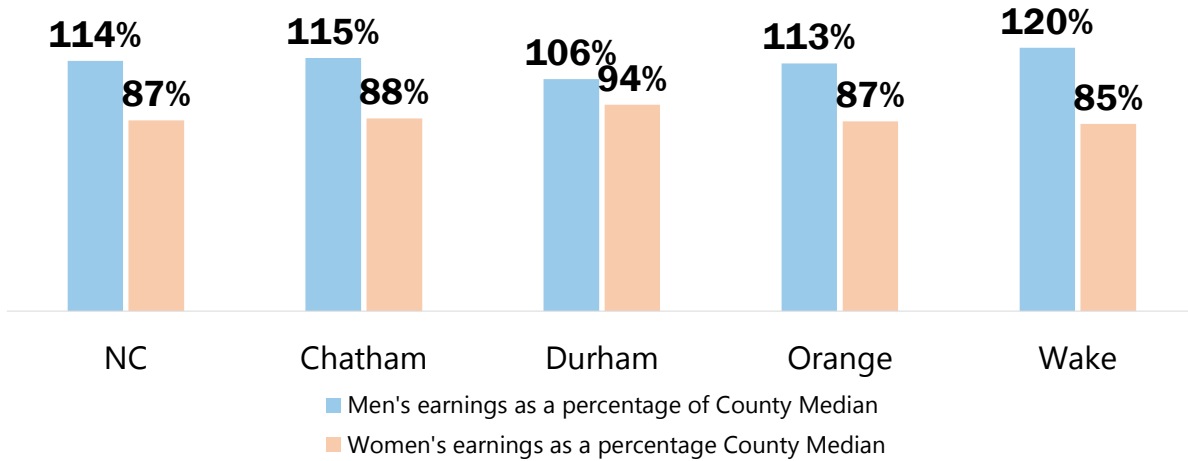 114% 87% 115% 88% 106% 94% 113% 87% 120% 85%
NC Chatham Durham Orange Wake
Men's earnings as a percentage of County Median
Women's earnings as a percentage County Median